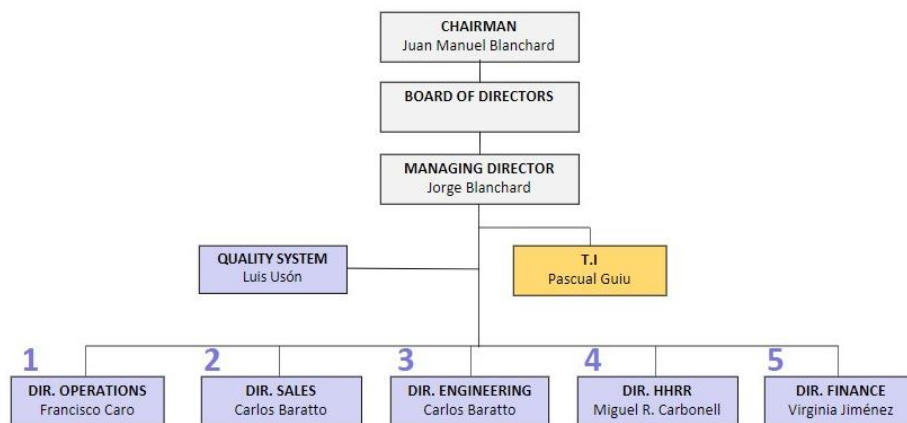 CHAIRMAN
Juan Manuel Blanchard
BOARD OF DIRECTORS
MANAGING DIRECTOR
Jorge Blanchard
QUALITY SYSTEM
Luis Usón
T.I
Pascual Guiu
1
DIR. OPERATIONS
Francisco Caro
2
DIR. SALES
Carlos Baratto
3
DIR. ENGINEERING
Carlos Baratto
4
DIR. HHRR
Miguel R. Carbonell
5
DIR. FINANCE
Virginia Jiménez